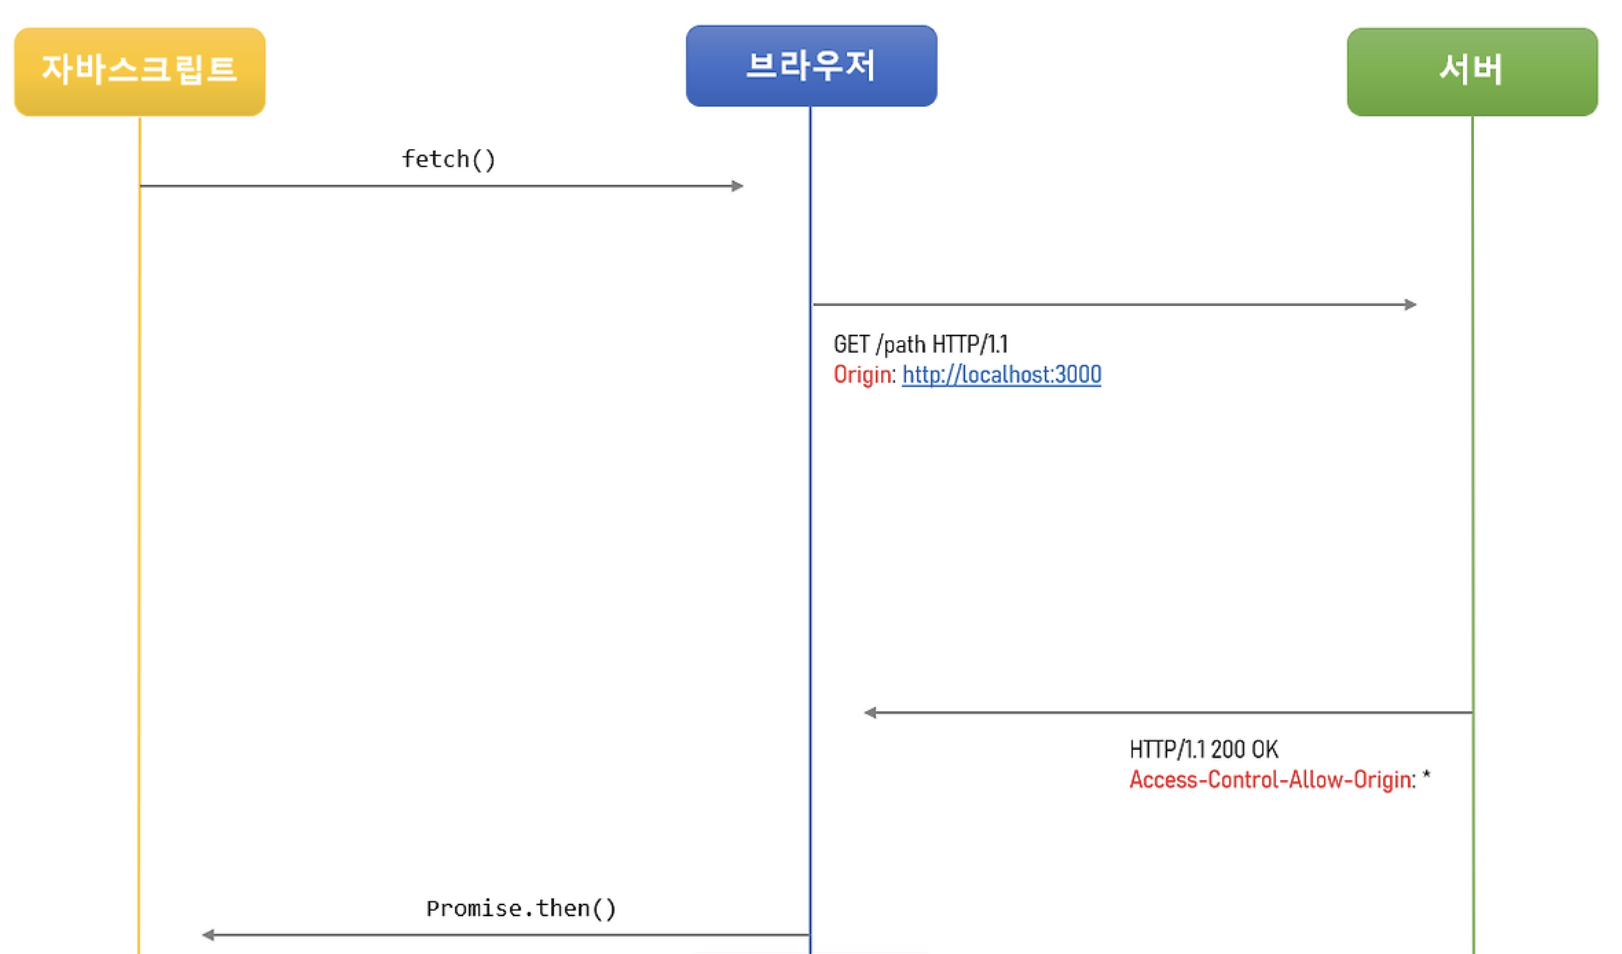 자바스크립트
브라우저
서버
fetch()
GET /path HTTP/1.1
Origin: http://localhost:3000
HTTP/1.1 200 OK
Access-Control-Allow-Origin: *
Promise.then()